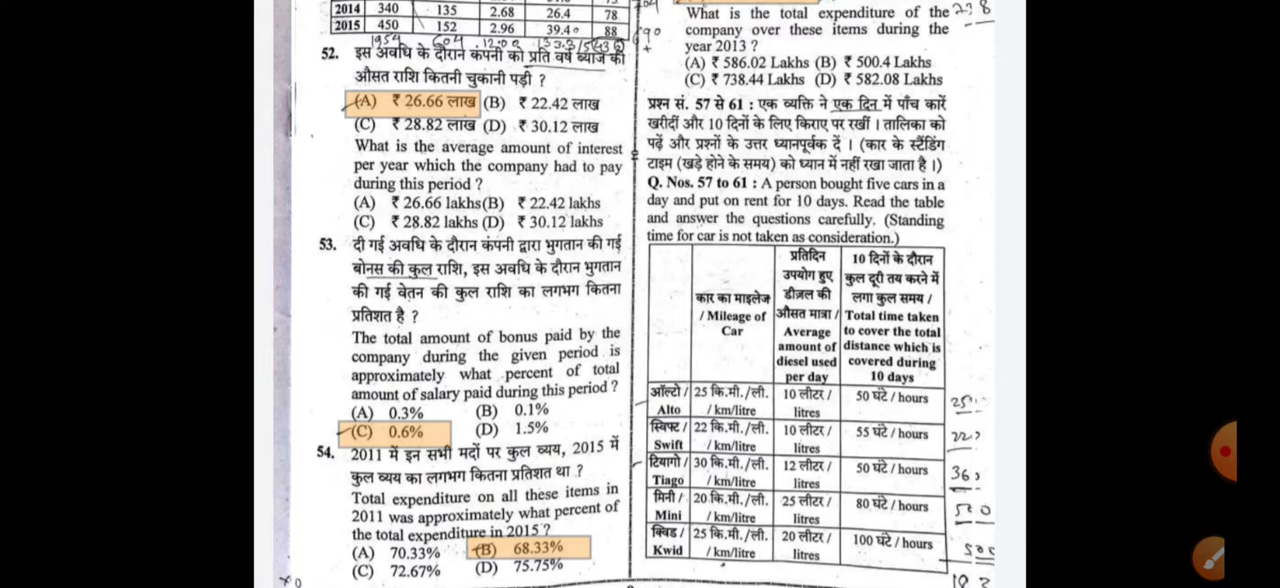 2014 340 135 2.68 26.4 78
2015 450 152 2.96 39.4 88
52. इस अवधि के दौरान कंपनी को प्रति वर्ष ब्याज की
औसत राशि कितनी चुकानी पड़ी ?
(A) ₹ 26.66 लाख (B) ₹ 22.42 लाख
(C) ₹ 28.82 लाख (D) ₹ 30.12 लाख
What is the average amount of interest
per year which the company had to pay
during this period ?
(A) ₹ 26.66 lakhs (B) ₹ 22.42 lakhs
(C) ₹ 28.82 lakhs (D) ₹ 30.12 lakhs
53. दी गई अवधि के दौरान कंपनी द्वारा भुगतान की गई
बोनस की कुल राशि, इस अवधि के दौरान भुगतान
की गई वेतन की कुल राशि का लगभग कितना
प्रतिशत है ?
The total amount of bonus paid by the
company during the given period is
approximately what percent of total
amount of salary paid during this period ?
(A) 0.3% (B) 0.1%
(C) 0.6% (D) 1.5%
54. 2011 में इन सभी मदों पर कुल व्यय, 2015 में
कुल व्यय का लगभग कितना प्रतिशत था ?
Total expenditure on all these items in
2011 was approximately what percent of
the total expenditure in 2015 ?
(A) 70.33% (B) 68.33%
(C) 72.67% (D) 75.75%
What is the total expenditure of the
company over these items during the
year 2013 ?
(A) ₹ 586.02 Lakhs (B) ₹ 500.4 Lakhs
(C) ₹ 738.44 Lakhs (D) ₹ 582.08 Lakhs
प्रश्न सं. 57 से 61 : एक व्यक्ति ने एक दिन में पाँच कारें
खरीदीं और 10 दिनों के लिए किराए पर रखीं । तालिका को
पढ़ें और प्रश्नों के उत्तर ध्यानपूर्वक दें । (कार के स्टैंडिंग
टाइम (खड़े होने के समय) को ध्यान में नहीं रखा जाता है ।)
Q. Nos. 57 to 61 : A person bought five cars in a
day and put on rent for 10 days. Read the table
and answer the questions carefully. (Standing
time for car is not taken as consideration.)
कार का माइलेज
/ Mileage of
Car
प्रतिदिन
उपयोग हुए
डीज़ल की
औसत मात्रा /
Average
amount of
diesel used
per day
10 दिनों के दौरान
कुल दूरी तय करने में
लगा कुल समय /
Total time taken
to cover the total
distance which is
covered during
10 days
ऑल्टो / 25 कि.मी./ली. 10 लीटर / 50 घंटे / hours
Alto / km/litre litres
स्विफ्ट / 22 कि.मी./ली. 10 लीटर / 55 घंटे / hours
Swift / km/litre litres
टियागो / 30 कि.मी./ली. 12 लीटर / 50 घंटे / hours
Tiago / km/litre litres
मिनी / 20 कि.मी./ली. 25 लीटर / 80 घंटे / hours
Mini / km/litre litres
क्विड / 25 कि.मी./ली. 20 लीटर / 100 घंटे / hours
Kwid / km/litre litres